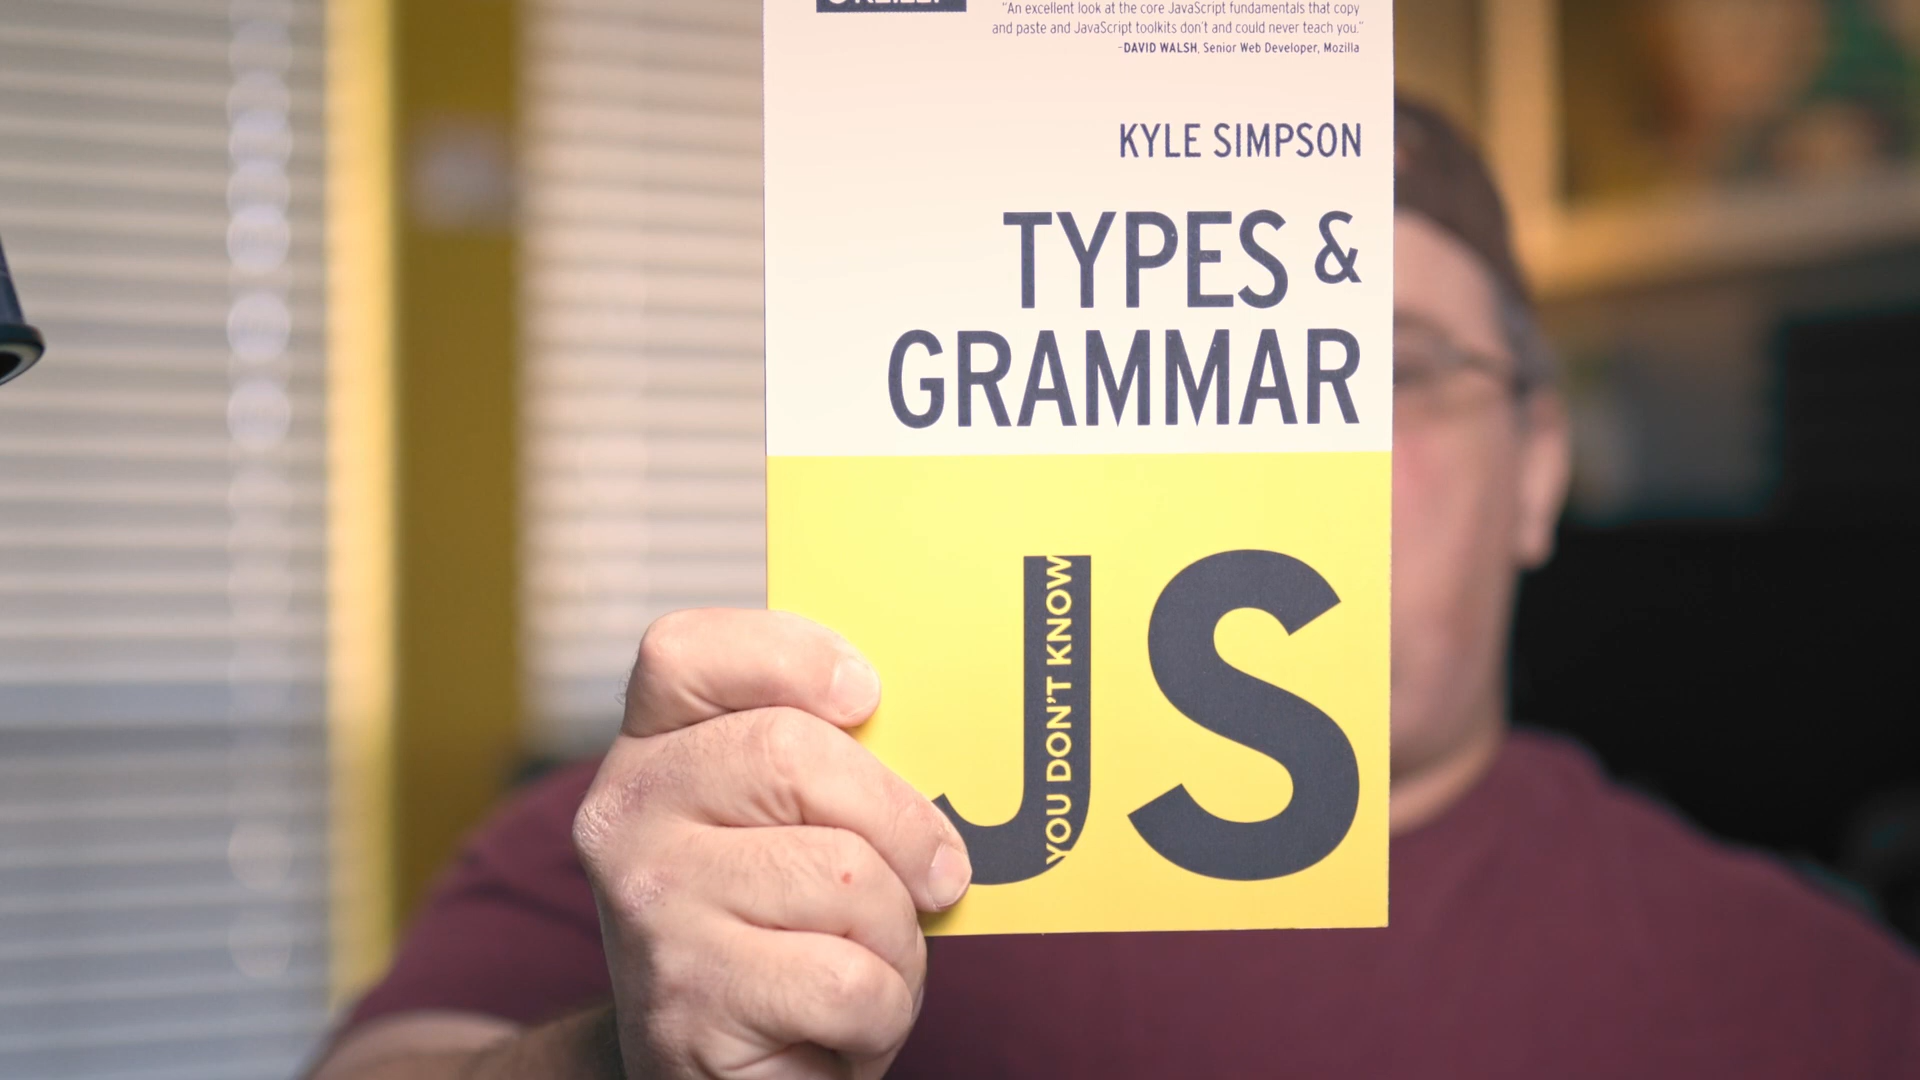 "An excellent look at the core JavaScript fundamentals that copy
and paste and JavaScript toolkits don't and could never teach you."
-DAVID WALSH, Senior Web Developer, Mozilla
KYLE SIMPSON
TYPES &
GRAMMAR
JS
YOU DON'T KNOW